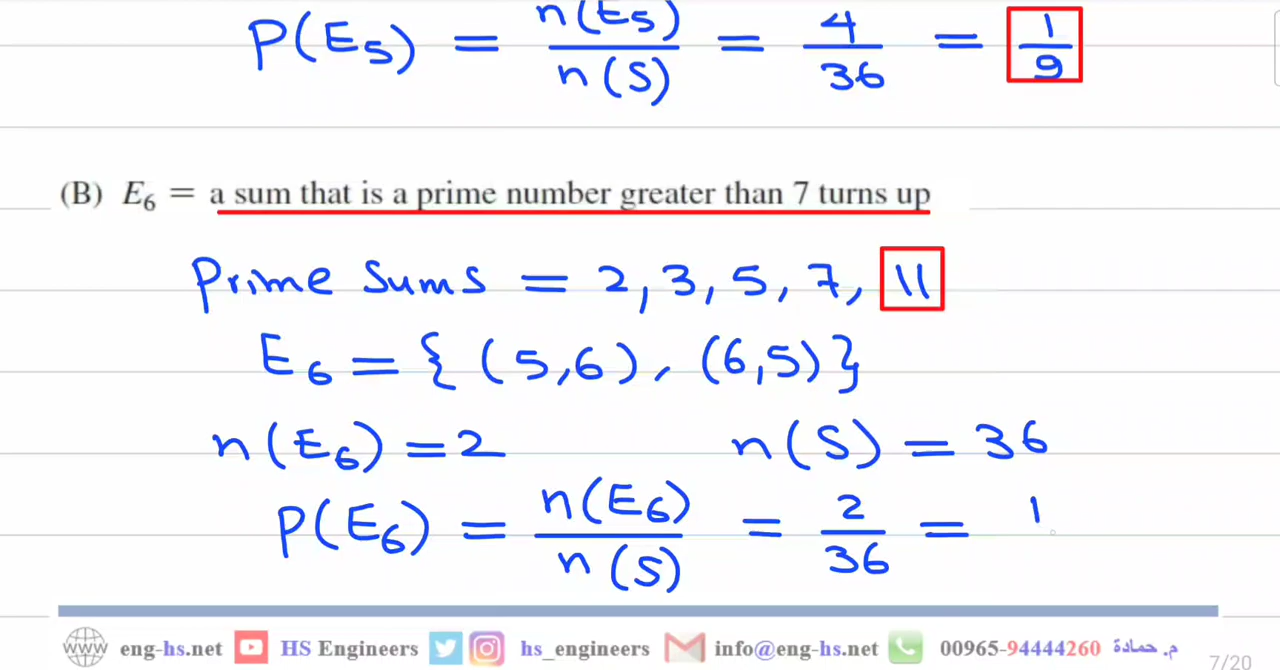 P(E₅) = n(E₅)/n(S) = 4/36 = 1/9
(B) E₆ = a sum that is a prime number greater than 7 turns up
Prime Sums = 2, 3, 5, 7, 11
E₆ = { (5,6), (6,5) }
n(E₆) = 2 n(S) = 36
P(E₆) = n(E₆)/n(S) = 2/36 = 1
www eng-hs.net HS Engineers hs_engineers info@eng-hs.net 00965-94444260 م. حمادة
7/20